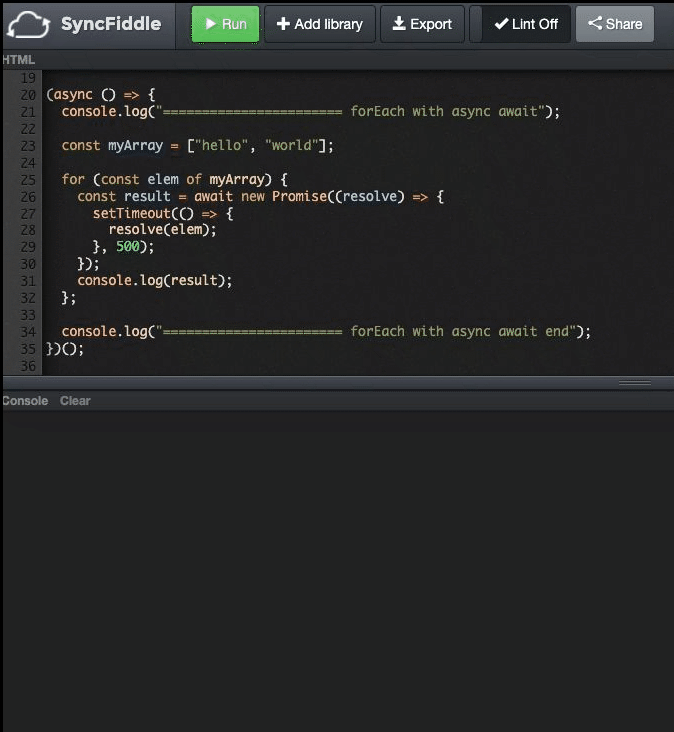 SyncFiddle Run Add library Export Lint Off Share
HTML
19
20 (async () => {
21   console.log("======================= forEach with async await");
22
23   const myArray = ["hello", "world"];
24
25   for (const elem of myArray) {
26     const result = await new Promise((resolve) => {
27       setTimeout(() => {
28         resolve(elem);
29       }, 500);
30     });
31     console.log(result);
32   };
33
34   console.log("======================= forEach with async await end");
35 })();
36
Console Clear